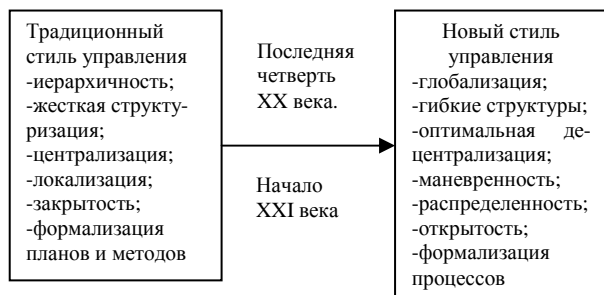 Традиционный
стиль управления
-иерархичность;
-жесткая структу-
ризация;
-централизация;
-локализация;
-закрытость;
-формализация
планов и методов
Последняя
четверть
XX века.
Начало
XXI века
Новый стиль
управления
-глобализация;
-гибкие структуры;
-оптимальная де-
централизация;
-маневренность;
-распределенность;
-открытость;
-формализация
процессов